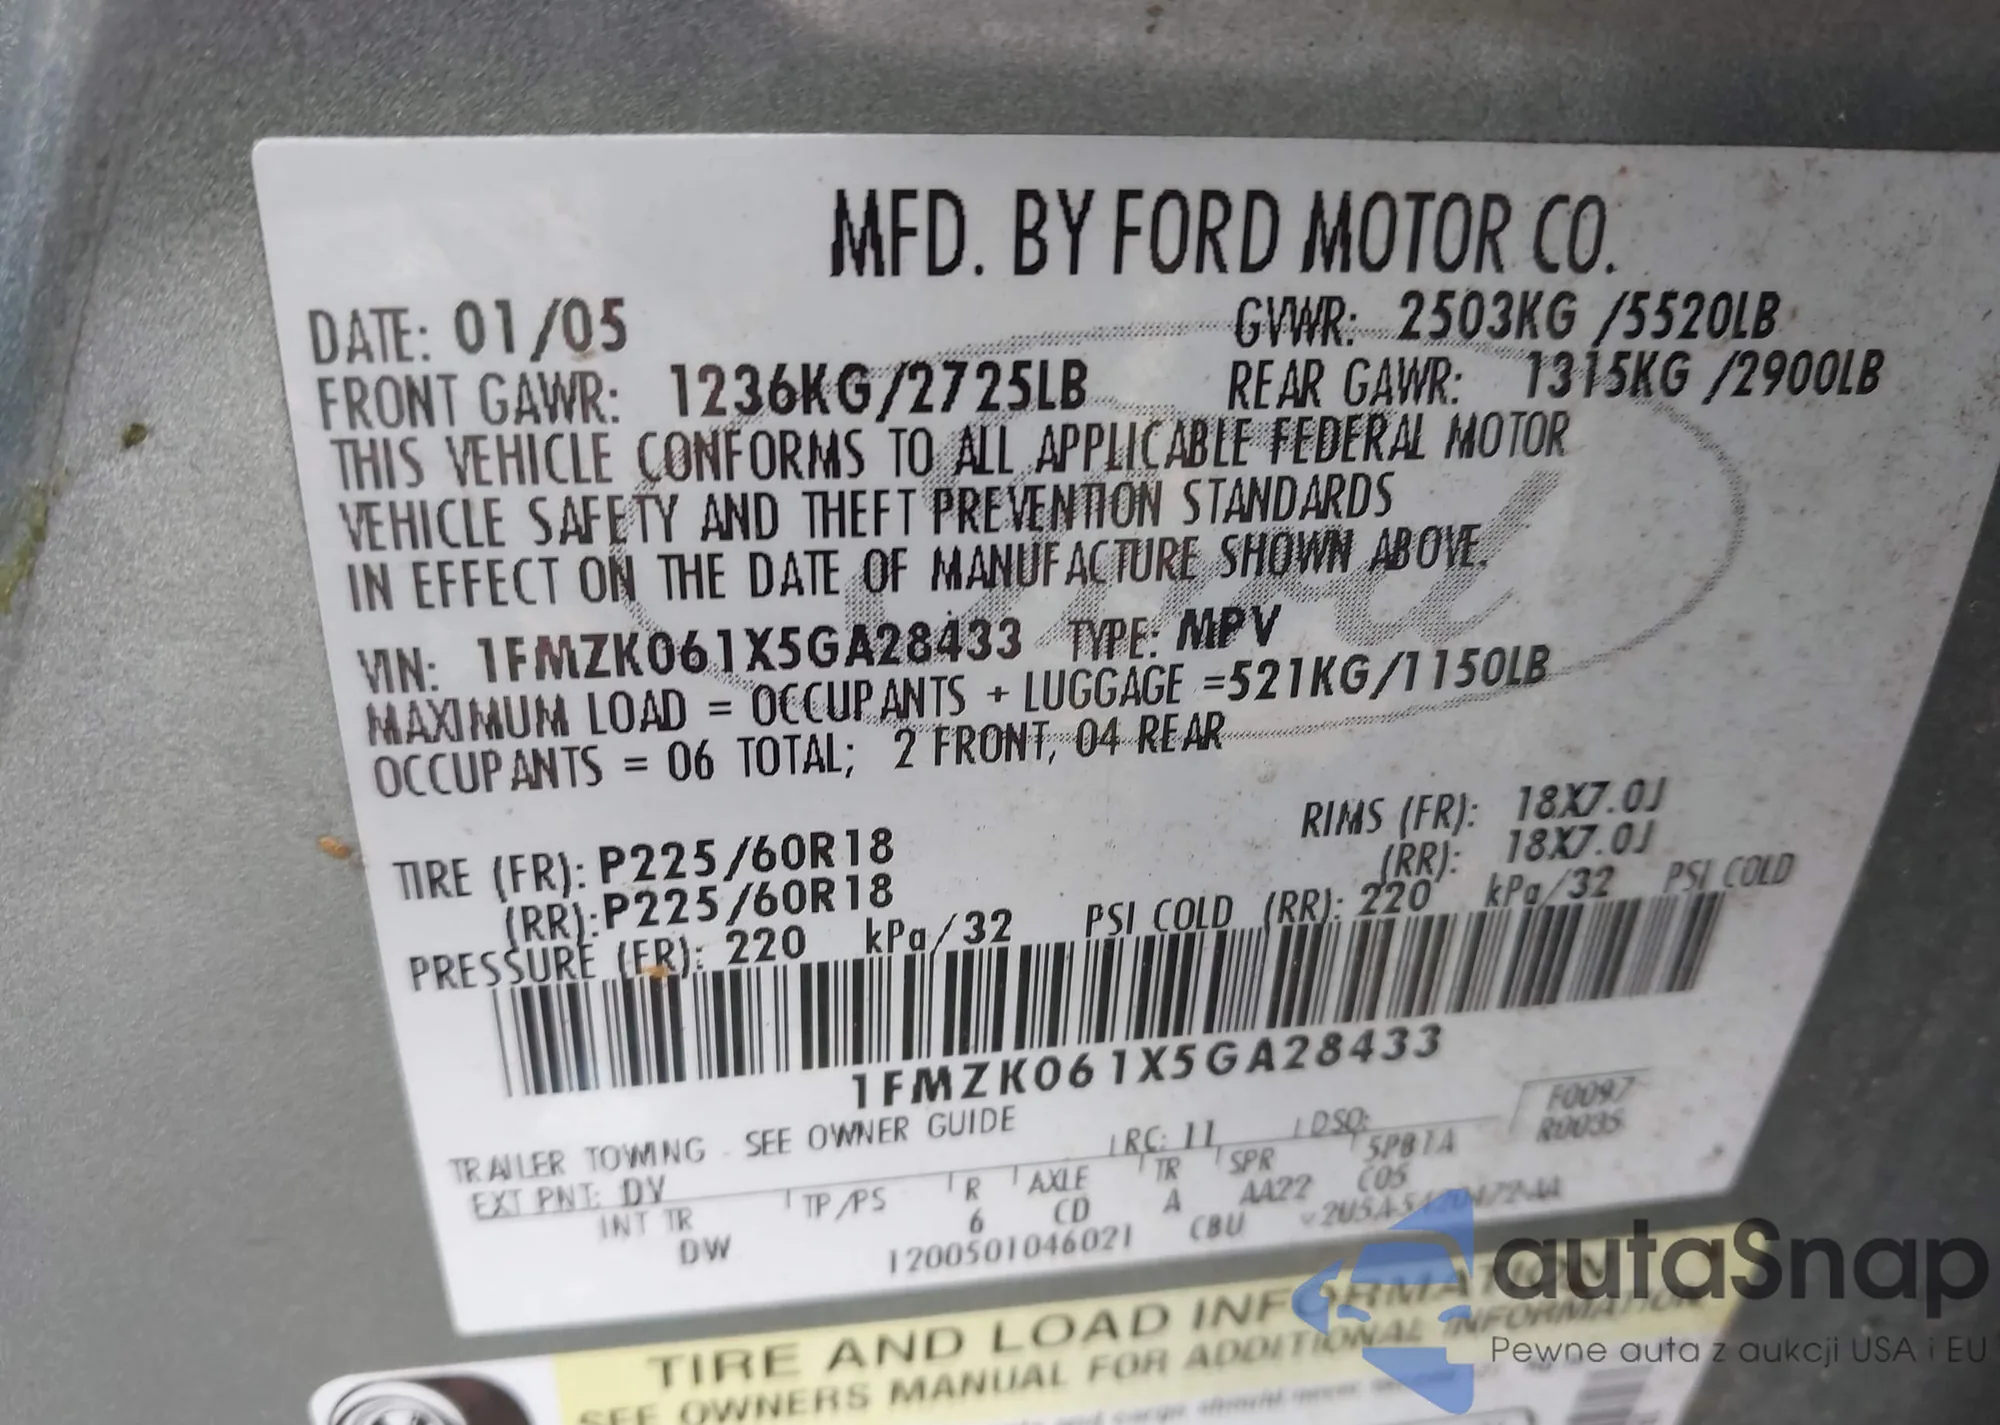 MFD. BY FORD MOTOR CO.
DATE: 01/05 GVWR: 2503KG /5520LB
FRONT GAWR: 1236KG/2725LB REAR GAWR: 1315KG /2900LB
THIS VEHICLE CONFORMS TO ALL APPLICABLE FEDERAL MOTOR
VEHICLE SAFETY AND THEFT PREVENTION STANDARDS
IN EFFECT ON THE DATE OF MANUFACTURE SHOWN ABOVE.
VIN: 1FMZK061X5GA28433 TYPE: MPV
MAXIMUM LOAD = OCCUPANTS + LUGGAGE =521KG/1150LB
OCCUPANTS = 06 TOTAL; 2 FRONT, 04 REAR
TIRE (FR): P225/60R18 RIMS (FR): 18X7.0J
(RR): P225/60R18 (RR): 18X7.0J
PRESSURE (FR): 220 kPa/32 PSI COLD (RR): 220 kPa/32 PSI COLD
1FMZK061X5GA28433
F0097
TRAILER TOWING - SEE OWNER GUIDE RC: 11 DSO: R0035
EXT PNT: DV TP/PS R AXLE TR SPR 5PB1A
INT TR 6 CD A AA22 C05
DW 1200501046021 CBU
TIRE AND LOAD INFORMATION
SEE OWNERS MANUAL FOR ADDITIONAL INFORMATION
autaSnap
Pewne auta z aukcji USA i EU